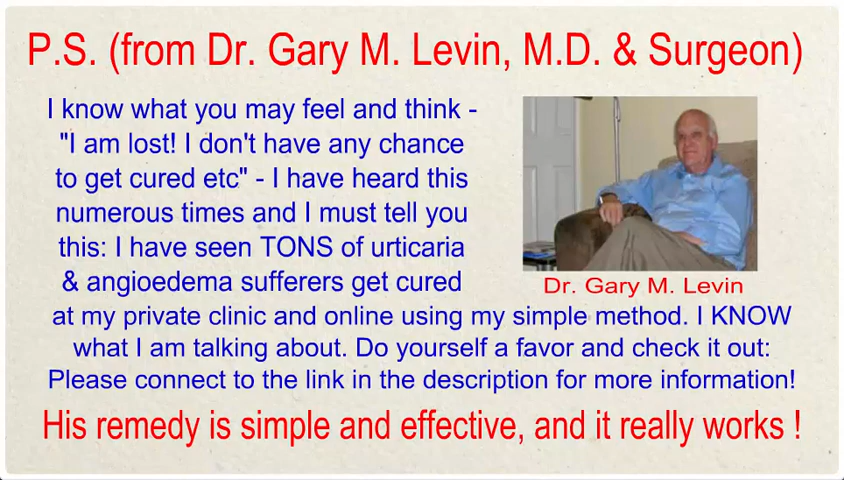 P.S. (from Dr. Gary M. Levin, M.D. & Surgeon)
I know what you may feel and think -
"I am lost! I don't have any chance
to get cured etc" - I have heard this
numerous times and I must tell you
this: I have seen TONS of urticaria
& angioedema sufferers get cured
Dr. Gary M. Levin
at my private clinic and online using my simple method. I KNOW
what I am talking about. Do yourself a favor and check it out:
Please connect to the link in the description for more information!
His remedy is simple and effective, and it really works !